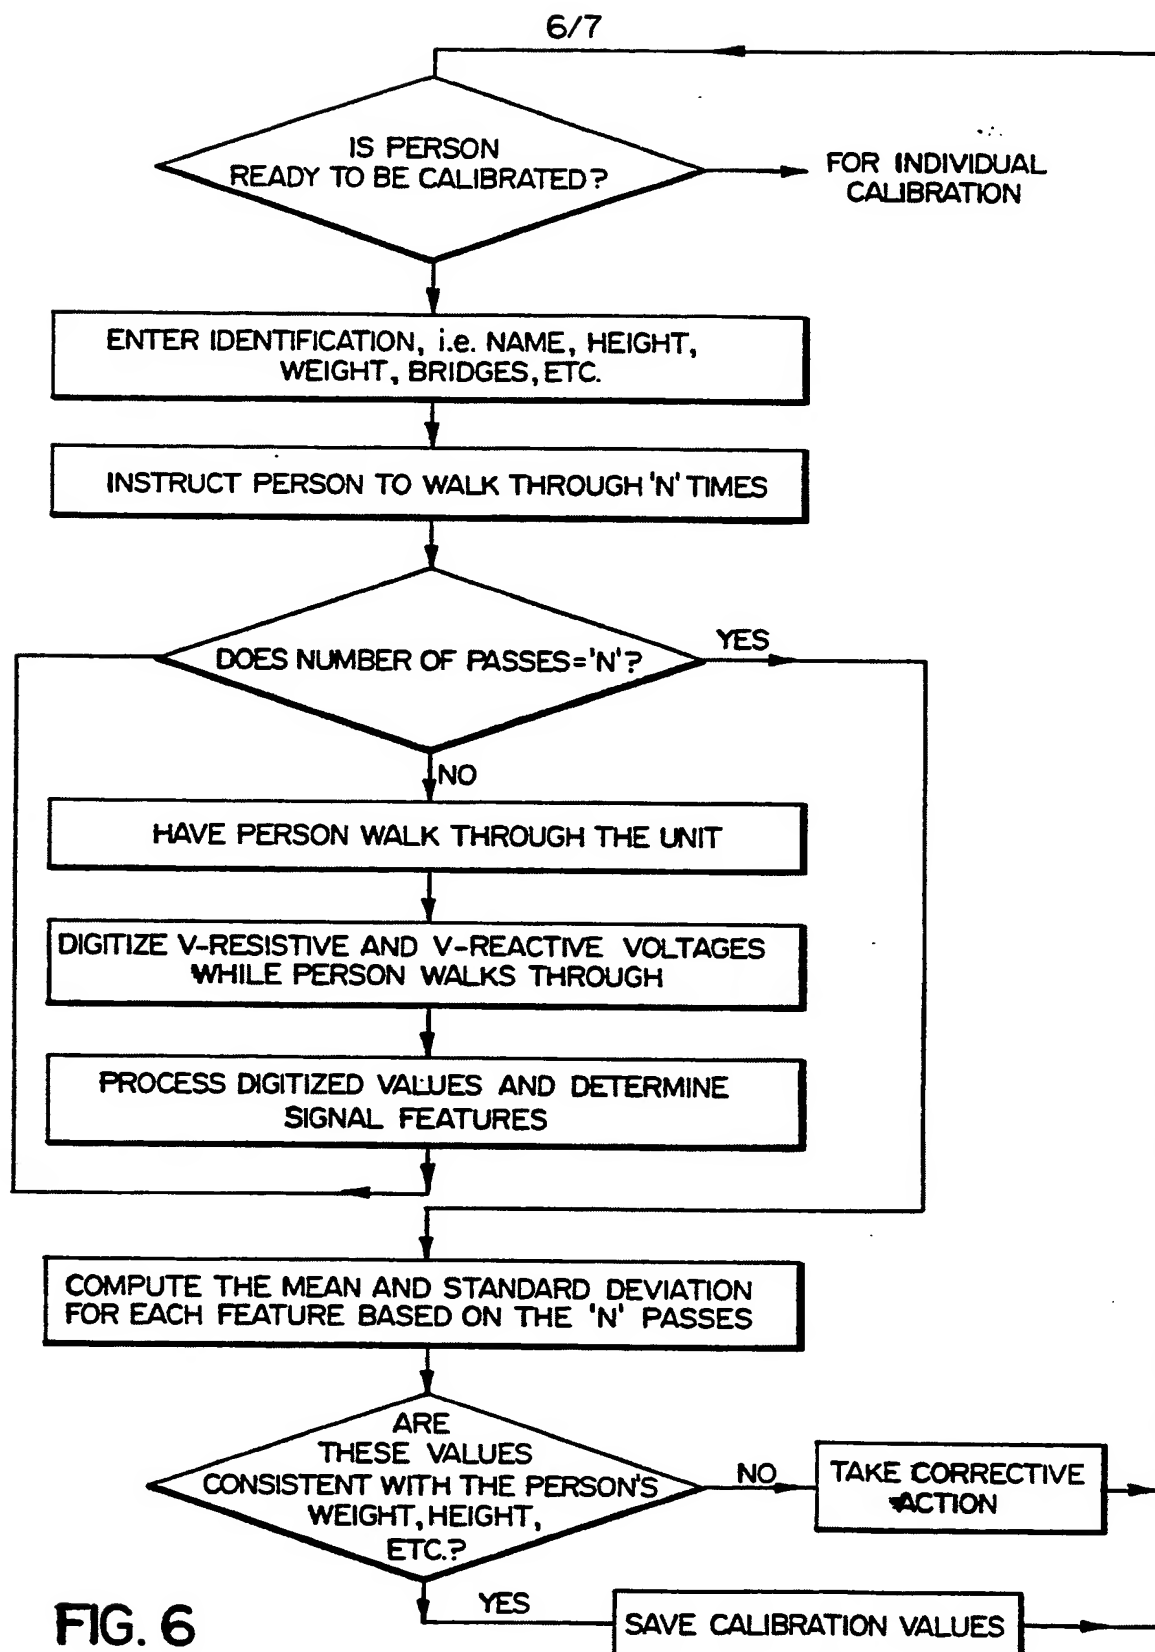 6/7
IS PERSON
READY TO BE CALIBRATED?
FOR INDIVIDUAL
CALIBRATION
ENTER IDENTIFICATION, i.e. NAME, HEIGHT,
WEIGHT, BRIDGES, ETC.
INSTRUCT PERSON TO WALK THROUGH 'N' TIMES
DOES NUMBER OF PASSES='N'?
YES
NO
HAVE PERSON WALK THROUGH THE UNIT
DIGITIZE V-RESISTIVE AND V-REACTIVE VOLTAGES
WHILE PERSON WALKS THROUGH
PROCESS DIGITIZED VALUES AND DETERMINE
SIGNAL FEATURES
COMPUTE THE MEAN AND STANDARD DEVIATION
FOR EACH FEATURE BASED ON THE 'N' PASSES
ARE
THESE VALUES
CONSISTENT WITH THE PERSON'S
WEIGHT, HEIGHT,
ETC.?
NO
TAKE CORRECTIVE
ACTION
YES
SAVE CALIBRATION VALUES
FIG. 6